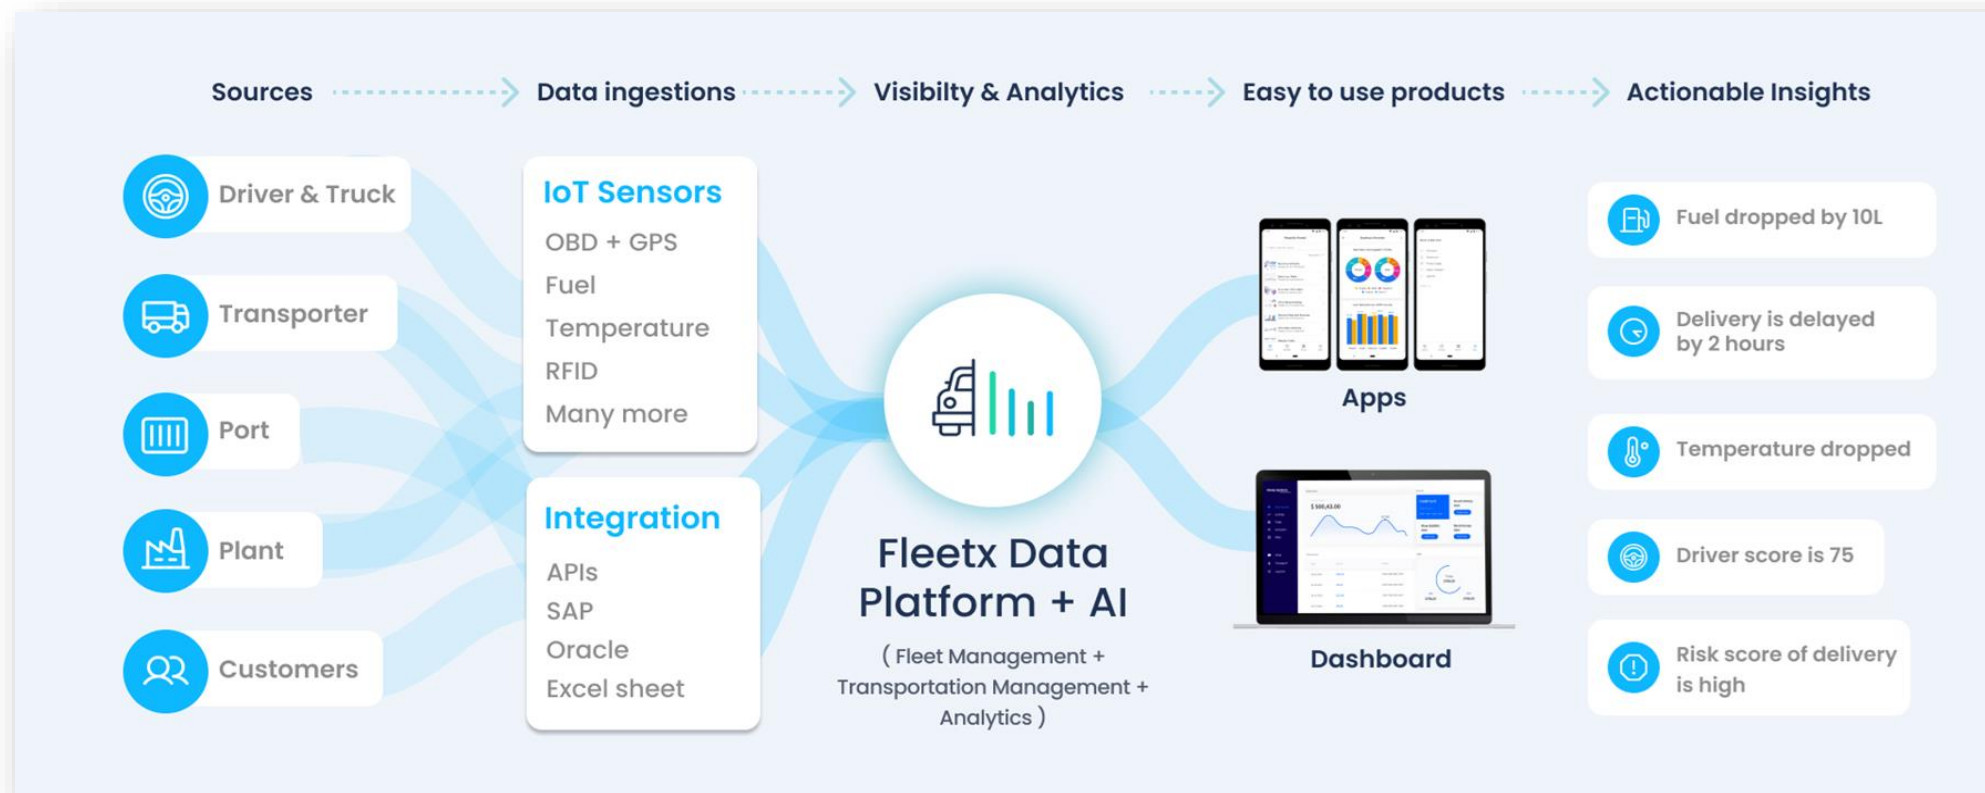 Sources
Data ingestions
Visibilty & Analytics
Easy to use products
Actionable Insights
Driver & Truck
Transporter
Port
Plant
Customers
IoT Sensors
OBD + GPS
Fuel
Temperature
RFID
Many more
Integration
APIs
SAP
Oracle
Excel sheet
Fleetx Data
Platform + AI
( Fleet Management +
Transportation Management +
Analytics )
Apps
Dashboard
Fuel dropped by 10L
Delivery is delayed
by 2 hours
Temperature dropped
Driver score is 75
Risk score of delivery
is high